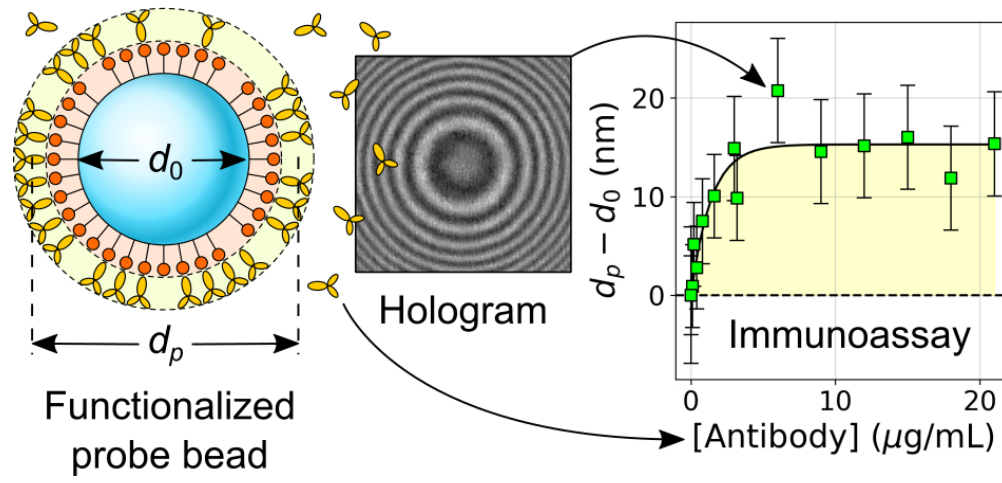 d₀
dₚ
Functionalized
probe bead
Hologram
dₚ − d₀ (nm)
20
10
0
Immunoassay
0
10
20
[Antibody] (μg/mL)